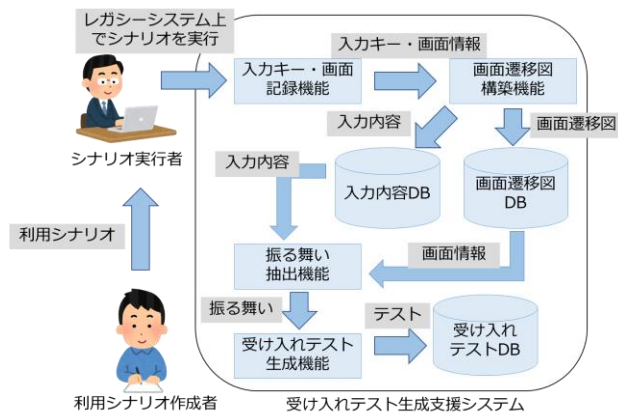 レガシーシステム上
でシナリオを実行
シナリオ実行者
利用シナリオ
利用シナリオ作成者
入力キー・画面
記録機能
入力キー・画面情報
画面遷移図
構築機能
入力内容
画面遷移図
入力内容
入力内容DB
画面遷移図
DB
振る舞い
抽出機能
画面情報
振る舞い
受け入れテスト
生成機能
テスト
受け入れ
テストDB
受け入れテスト生成支援システム